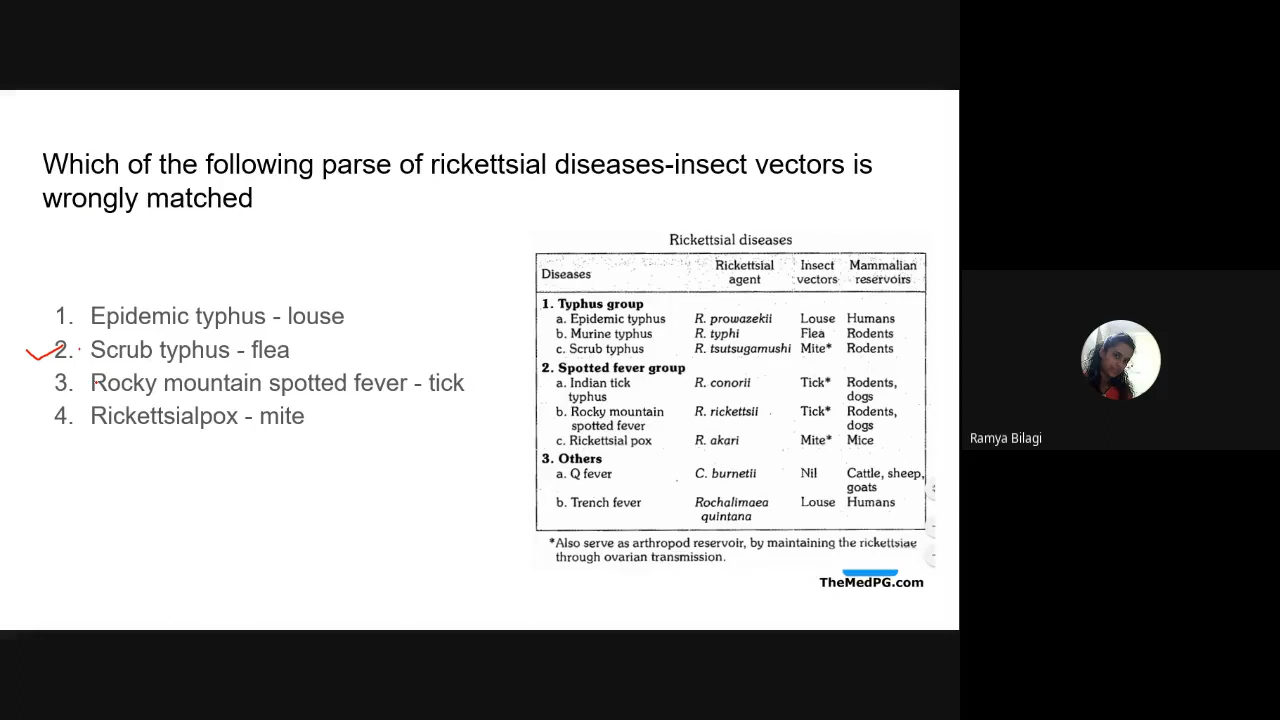 Which of the following parse of rickettsial diseases-insect vectors is
wrongly matched
1. Epidemic typhus - louse
2. Scrub typhus - flea
3. Rocky mountain spotted fever - tick
4. Rickettsialpox - mite
Rickettsial diseases
Diseases Rickettsial agent Insect vectors Mammalian reservoirs
1. Typhus group
a. Epidemic typhus R. prowazekii Louse Humans
b. Murine typhus R. typhi Flea Rodents
c. Scrub typhus R. tsutsugamushi Mite* Rodents
2. Spotted fever group
a. Indian tick R. conorii Tick* Rodents,
typhus dogs
b. Rocky mountain R. rickettsii Tick* Rodents,
spotted fever dogs
c. Rickettsial pox R. akari Mite* Mice
3. Others
a. Q fever C. burnetii Nil Cattle, sheep,
goats
b. Trench fever Rochalimaea Louse Humans
quintana
*Also serve as arthropod reservoir, by maintaining the rickettsiae
through ovarian transmission.
TheMedPG.com
Ramya Bilagi